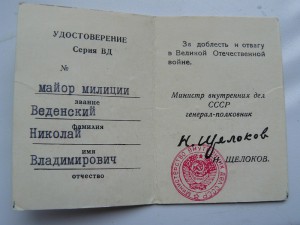 УДОСТОВЕРЕНИЕ
Серия ВД
№
майор милиции
звание
Веденский
фамилия
Николай
имя
Владимирович
отчество
За доблесть и отвагу
в Великой Отечественной
войне.
Министр внутренних дел
СССР
генерал-полковник
Н. Щелоков
Н. ЩЕЛОКОВ.